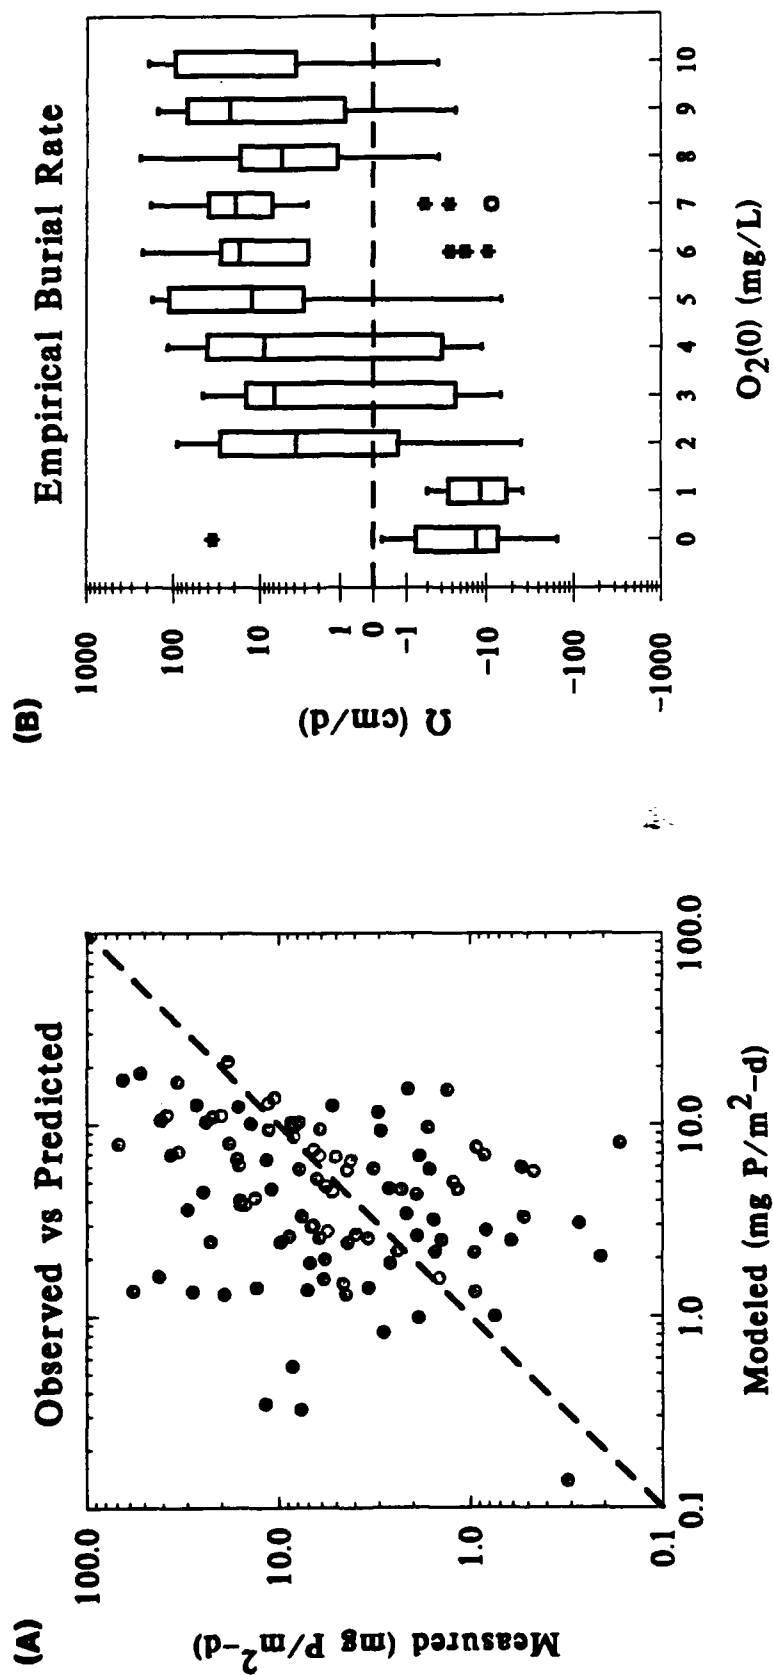 (A)
Observed vs Predicted
100.0
10.0
1.0
0.1
Measured (mg P/m2-d)
0.1
1.0
10.0
100.0
Modeled (mg P/m2-d)
(B)
Empirical Burial Rate
1000
100
10
1
0
-1
-10
-100
-1000
Ω (cm/d)
0 1 2 3 4 5 6 7 8 9 10
O2(0) (mg/L)